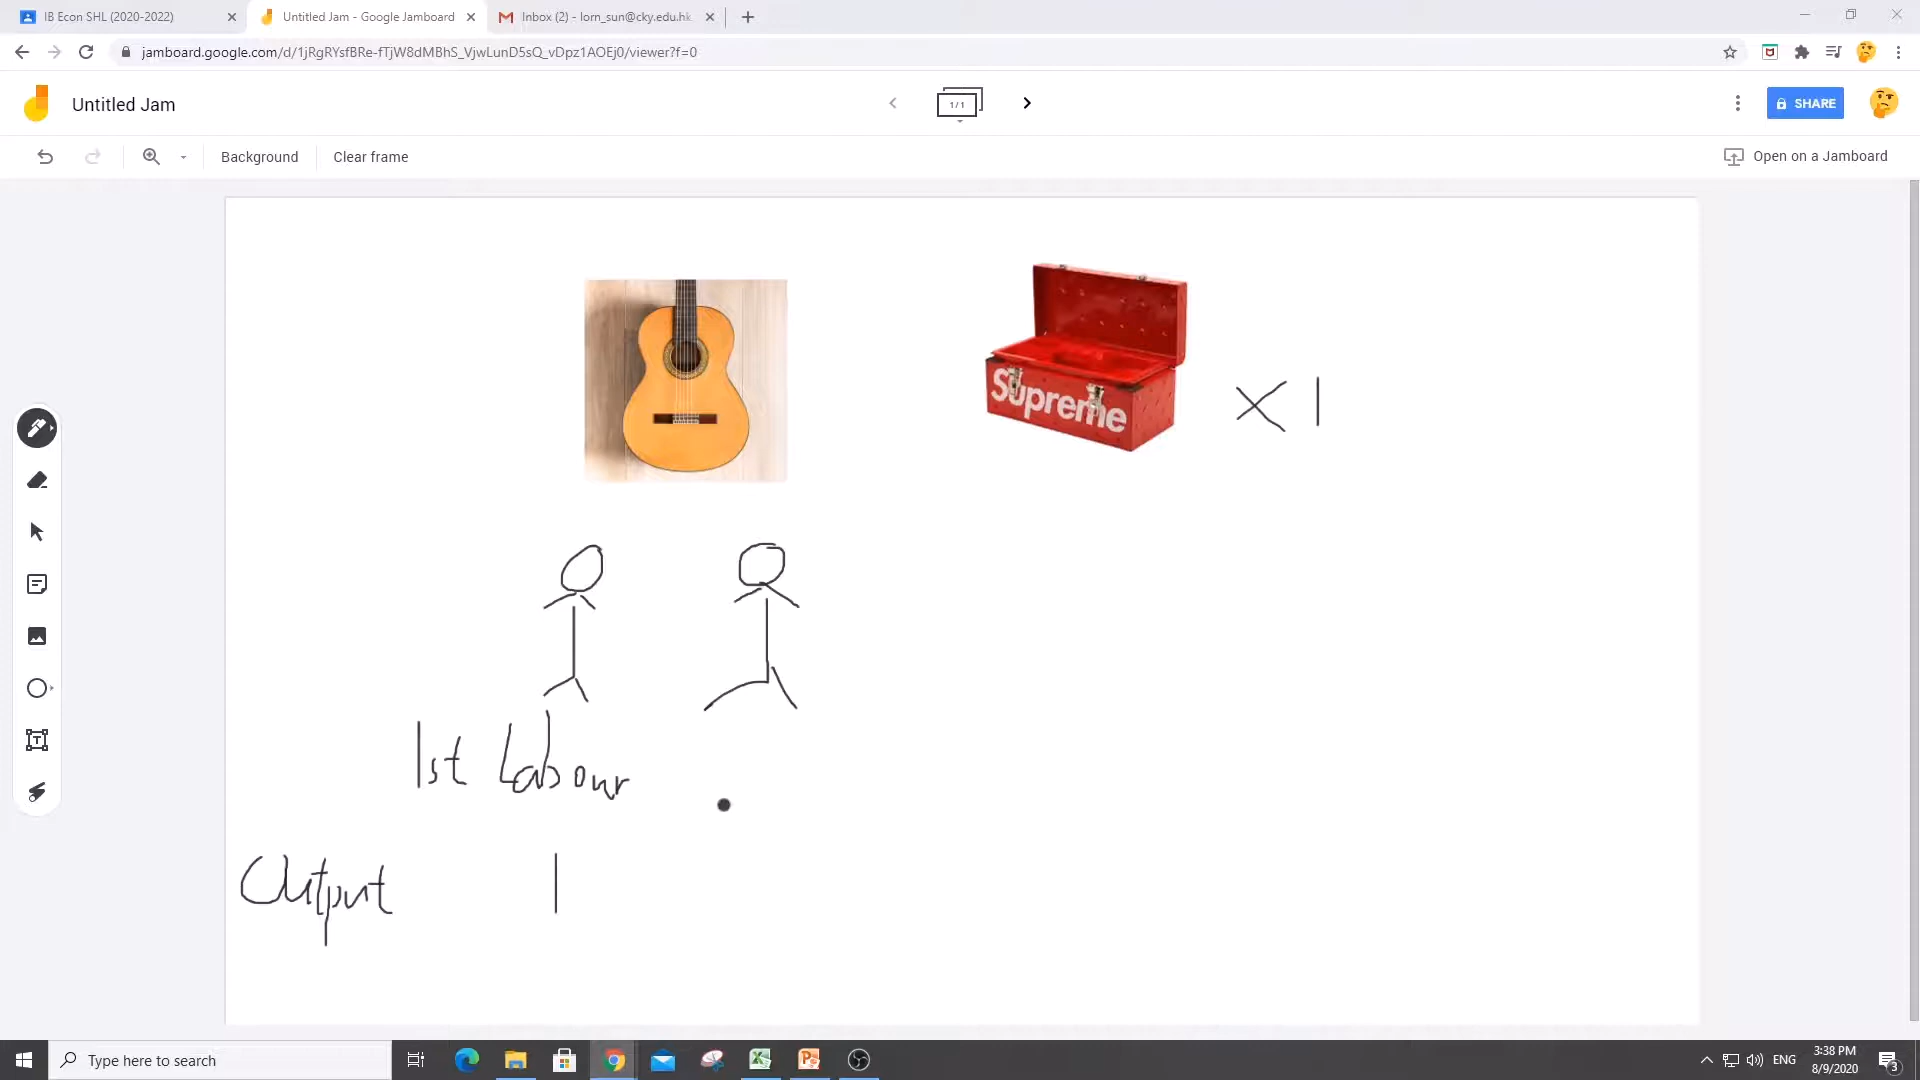 IB Econ SHL (2020-2022)
Untitled Jam - Google Jamboard
Inbox (2) - lorn_sun@cky.edu.hk
jamboard.google.com/d/1jRgRYsfBRe-fTjW8dMBhS_VjwLunD5sQ_vDpz1AOEj0/viewer?f=0
Untitled Jam
1/1
SHARE
Background
Clear frame
Open on a Jamboard
Supreme
X 1
1st Labour
Output 1
Type here to search
ENG
3:38 PM
8/9/2020
3